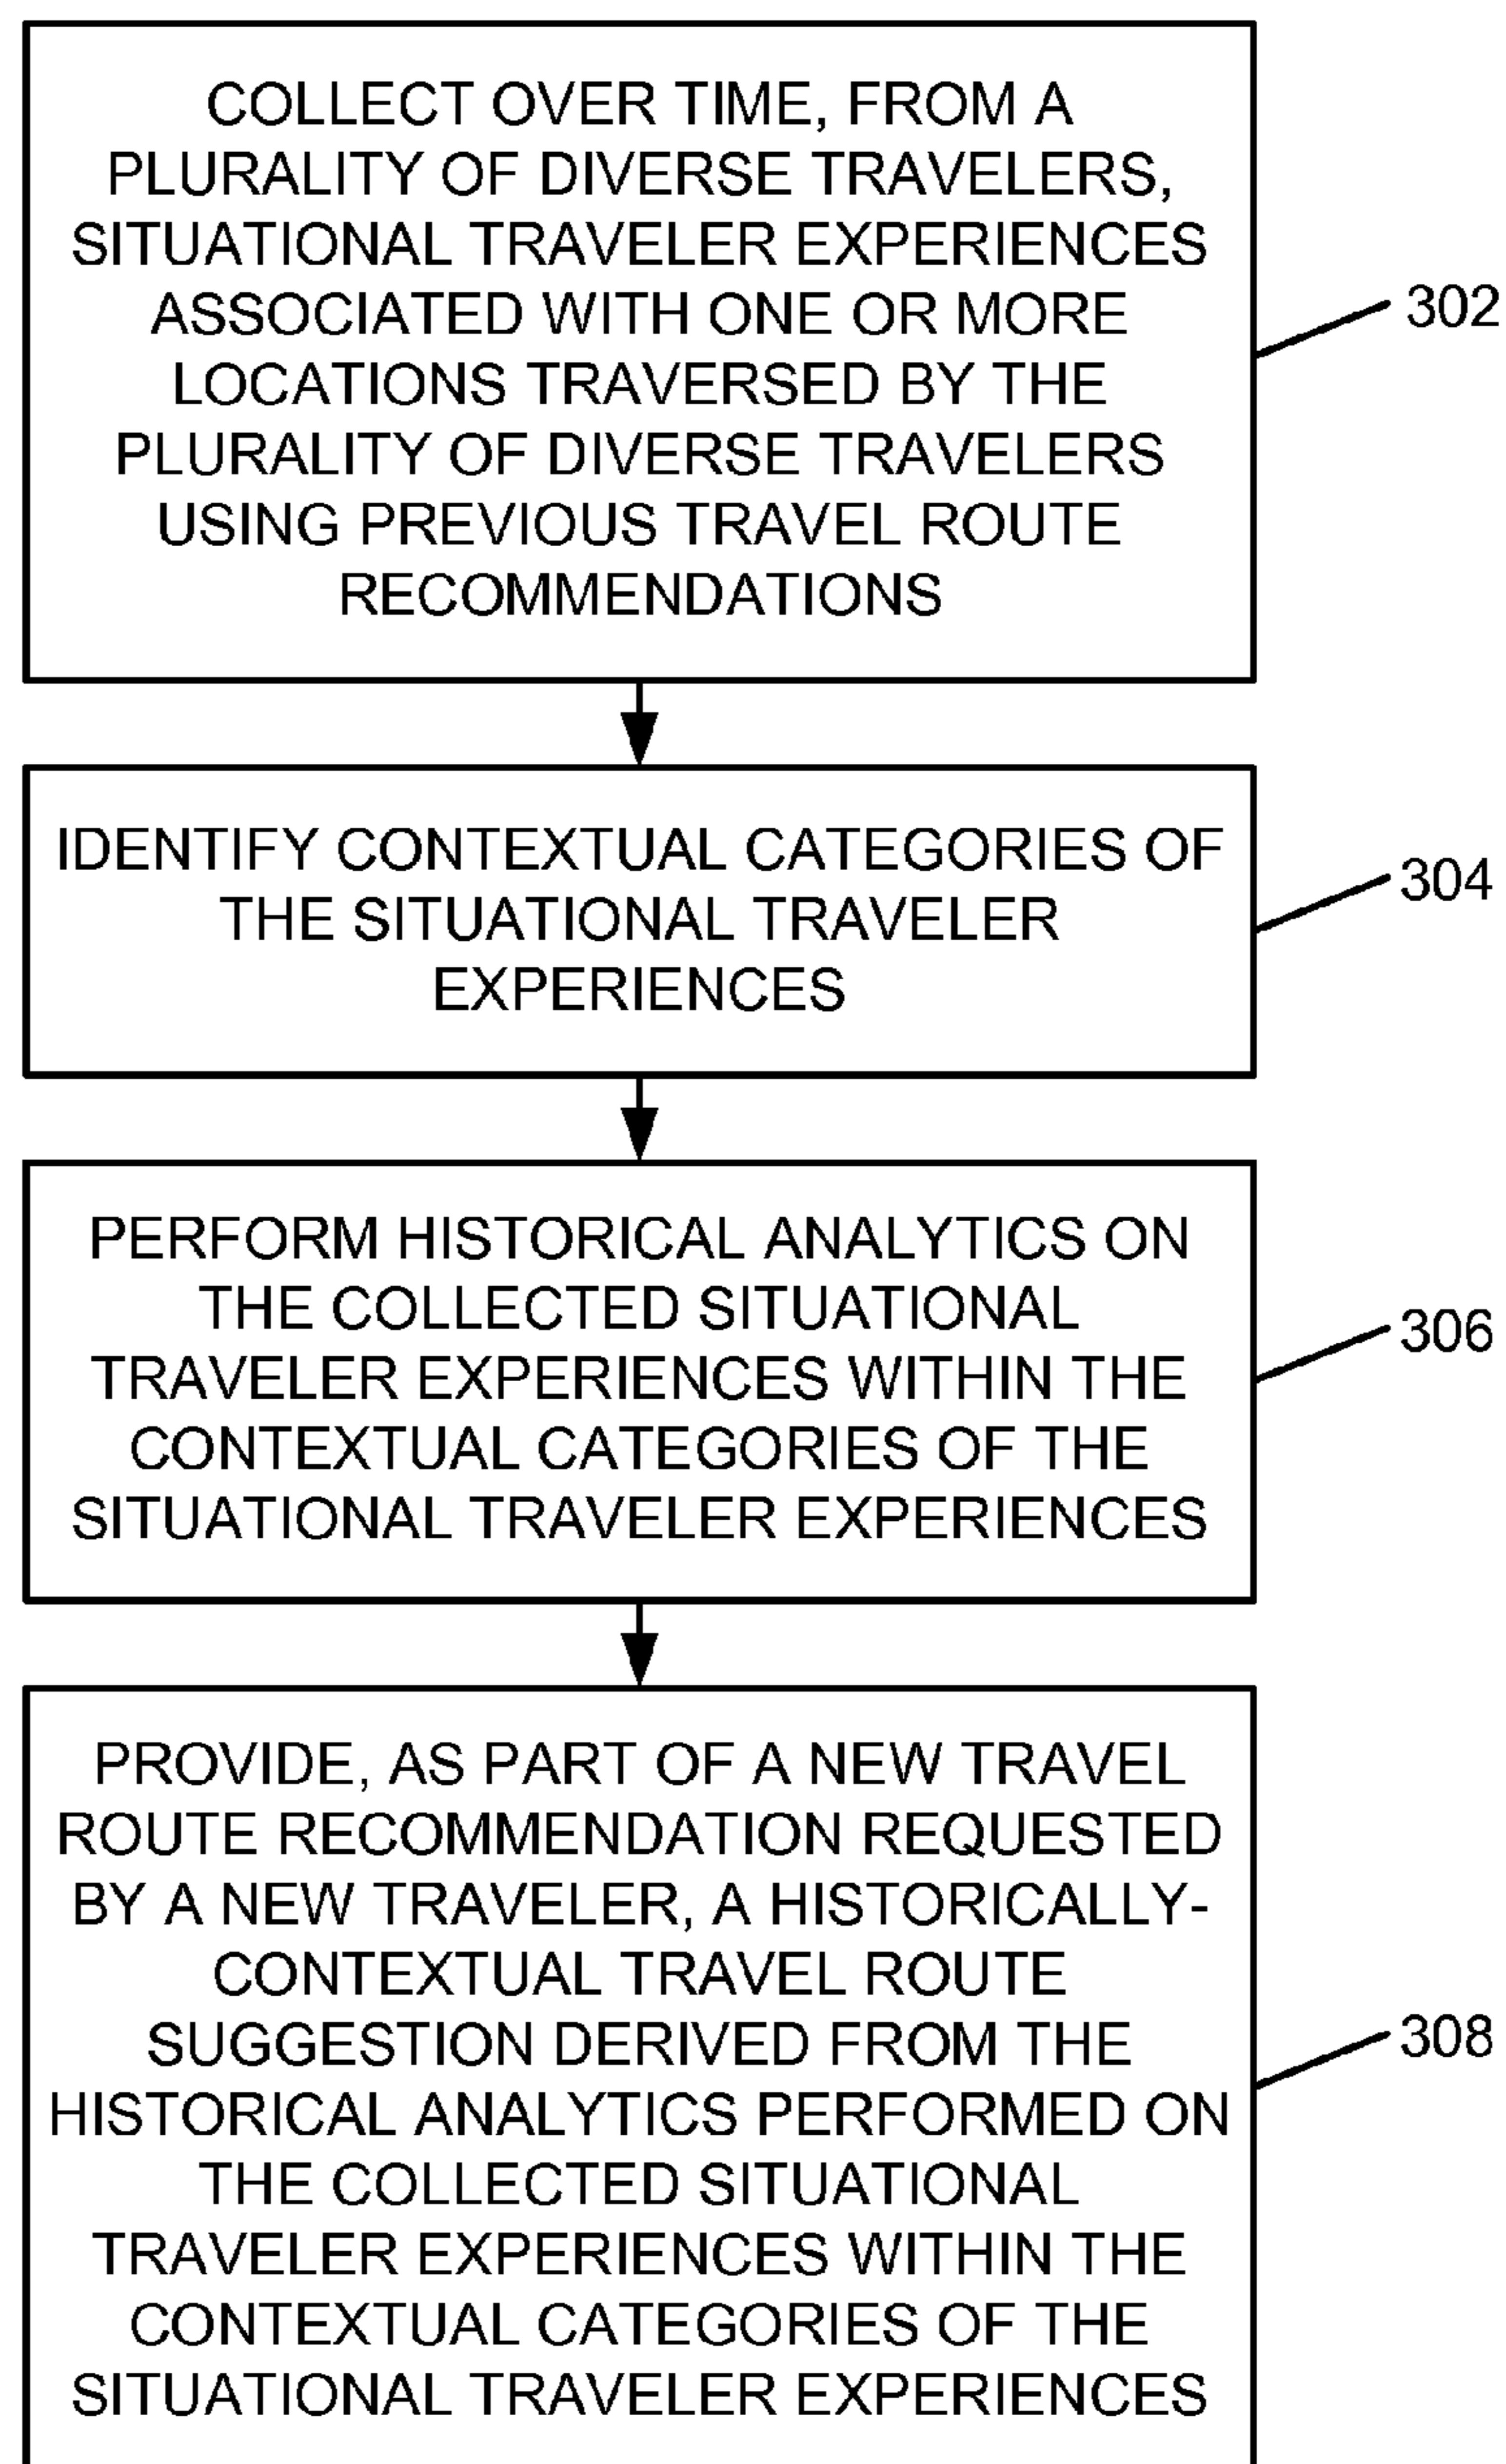 COLLECT OVER TIME, FROM A
PLURALITY OF DIVERSE TRAVELERS,
SITUATIONAL TRAVELER EXPERIENCES
ASSOCIATED WITH ONE OR MORE
LOCATIONS TRAVERSED BY THE
PLURALITY OF DIVERSE TRAVELERS
USING PREVIOUS TRAVEL ROUTE
RECOMMENDATIONS
302
IDENTIFY CONTEXTUAL CATEGORIES OF
THE SITUATIONAL TRAVELER
EXPERIENCES
304
PERFORM HISTORICAL ANALYTICS ON
THE COLLECTED SITUATIONAL
TRAVELER EXPERIENCES WITHIN THE
CONTEXTUAL CATEGORIES OF THE
SITUATIONAL TRAVELER EXPERIENCES
306
PROVIDE, AS PART OF A NEW TRAVEL
ROUTE RECOMMENDATION REQUESTED
BY A NEW TRAVELER, A HISTORICALLY-
CONTEXTUAL TRAVEL ROUTE
SUGGESTION DERIVED FROM THE
HISTORICAL ANALYTICS PERFORMED ON
THE COLLECTED SITUATIONAL
TRAVELER EXPERIENCES WITHIN THE
CONTEXTUAL CATEGORIES OF THE
SITUATIONAL TRAVELER EXPERIENCES
308